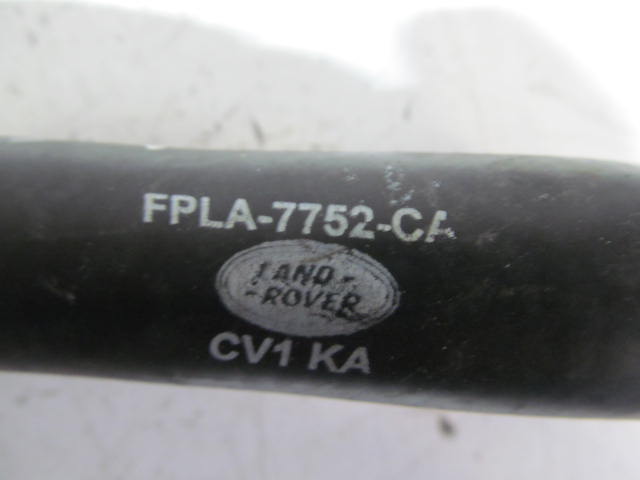 FPLA-7752-CA
LAND-
-ROVER
CV1 KA